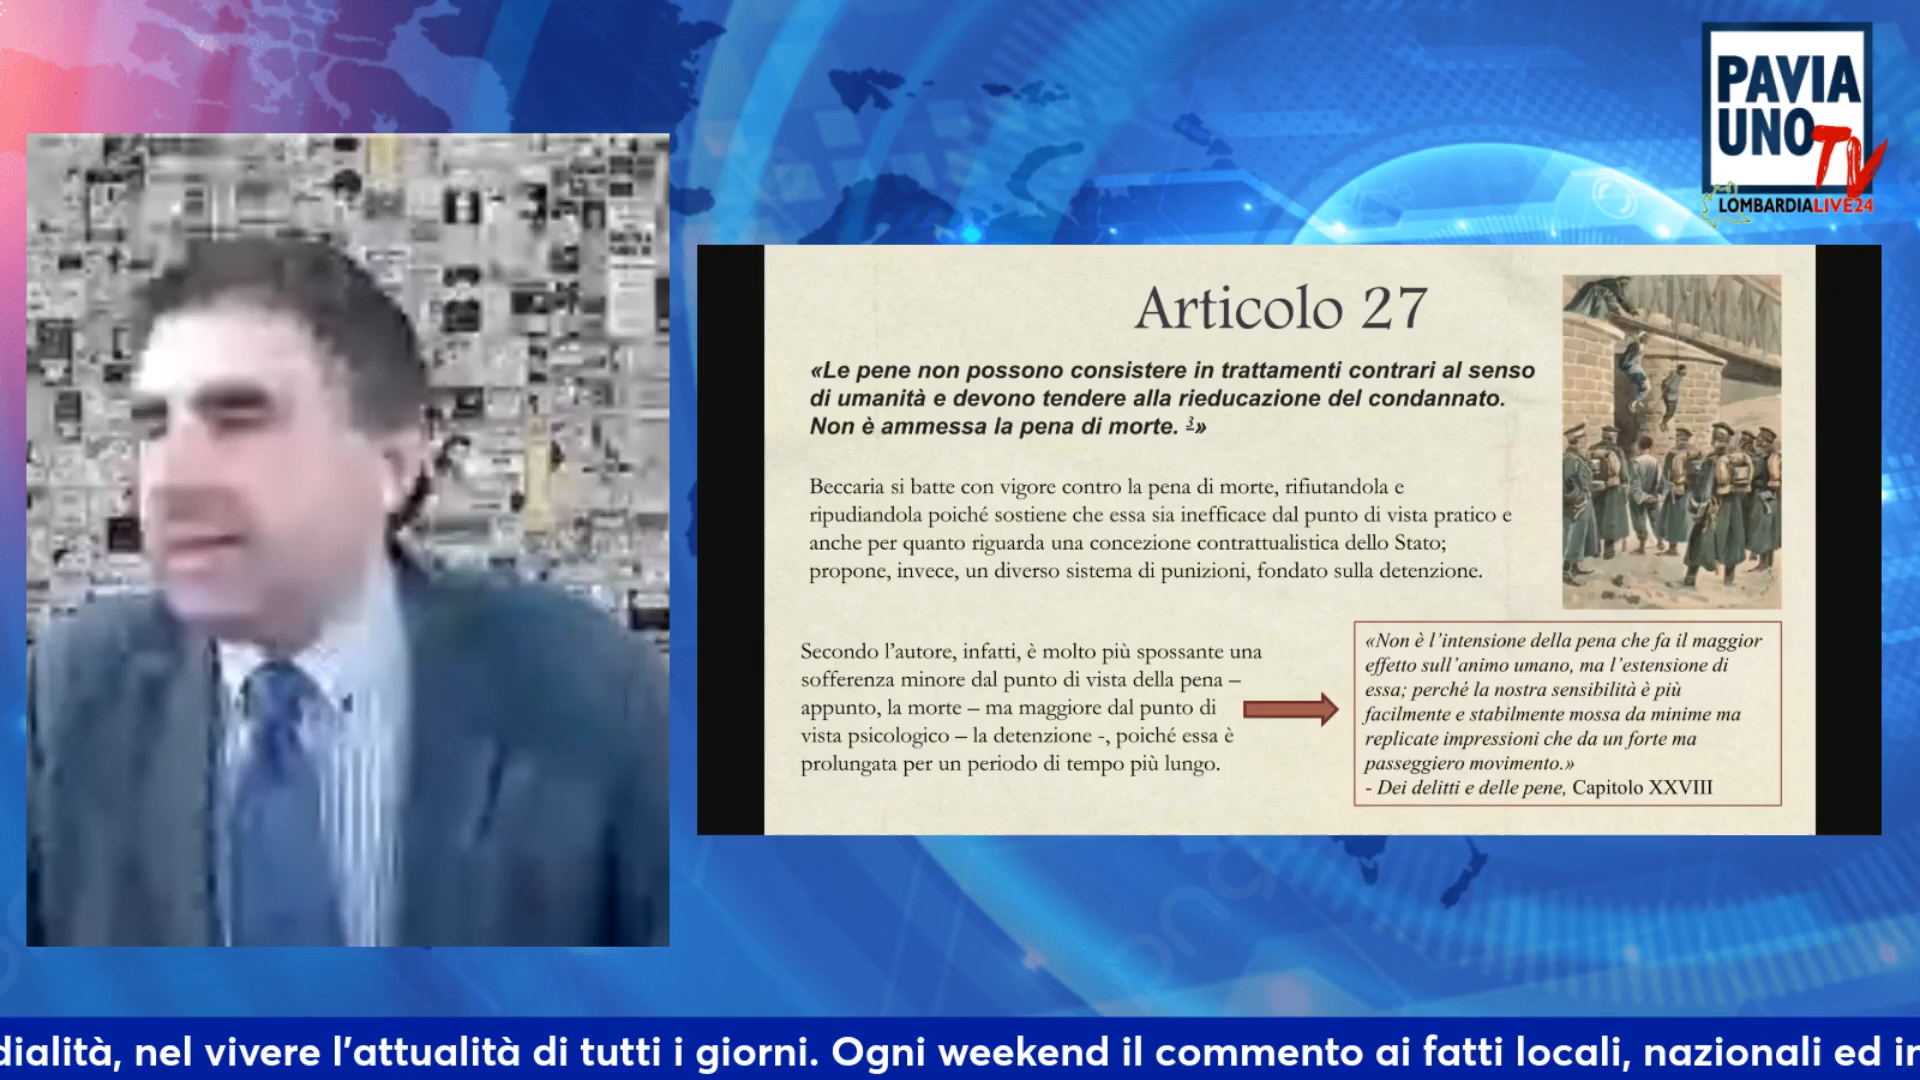 PAVIA
UNO TV
LOMBARDIALIVE24
Articolo 27
«Le pene non possono consistere in trattamenti contrari al senso
di umanità e devono tendere alla rieducazione del condannato.
Non è ammessa la pena di morte. 3»
Beccaria si batte con vigore contro la pena di morte, rifiutandola e
ripudiandola poiché sostiene che essa sia inefficace dal punto di vista pratico e
anche per quanto riguarda una concezione contrattualistica dello Stato;
propone, invece, un diverso sistema di punizioni, fondato sulla detenzione.
Secondo l'autore, infatti, è molto più spossante una
sofferenza minore dal punto di vista della pena –
appunto, la morte – ma maggiore dal punto di
vista psicologico – la detenzione -, poiché essa è
prolungata per un periodo di tempo più lungo.
«Non è l'intensione della pena che fa il maggior
effetto sull'animo umano, ma l'estensione di
essa; perché la nostra sensibilità è più
facilmente e stabilmente mossa da minime ma
replicate impressioni che da un forte ma
passeggiero movimento.»
- Dei delitti e delle pene, Capitolo XXVIII
dialità, nel vivere l'attualità di tutti i giorni. Ogni weekend il commento ai fatti locali, nazionali ed in